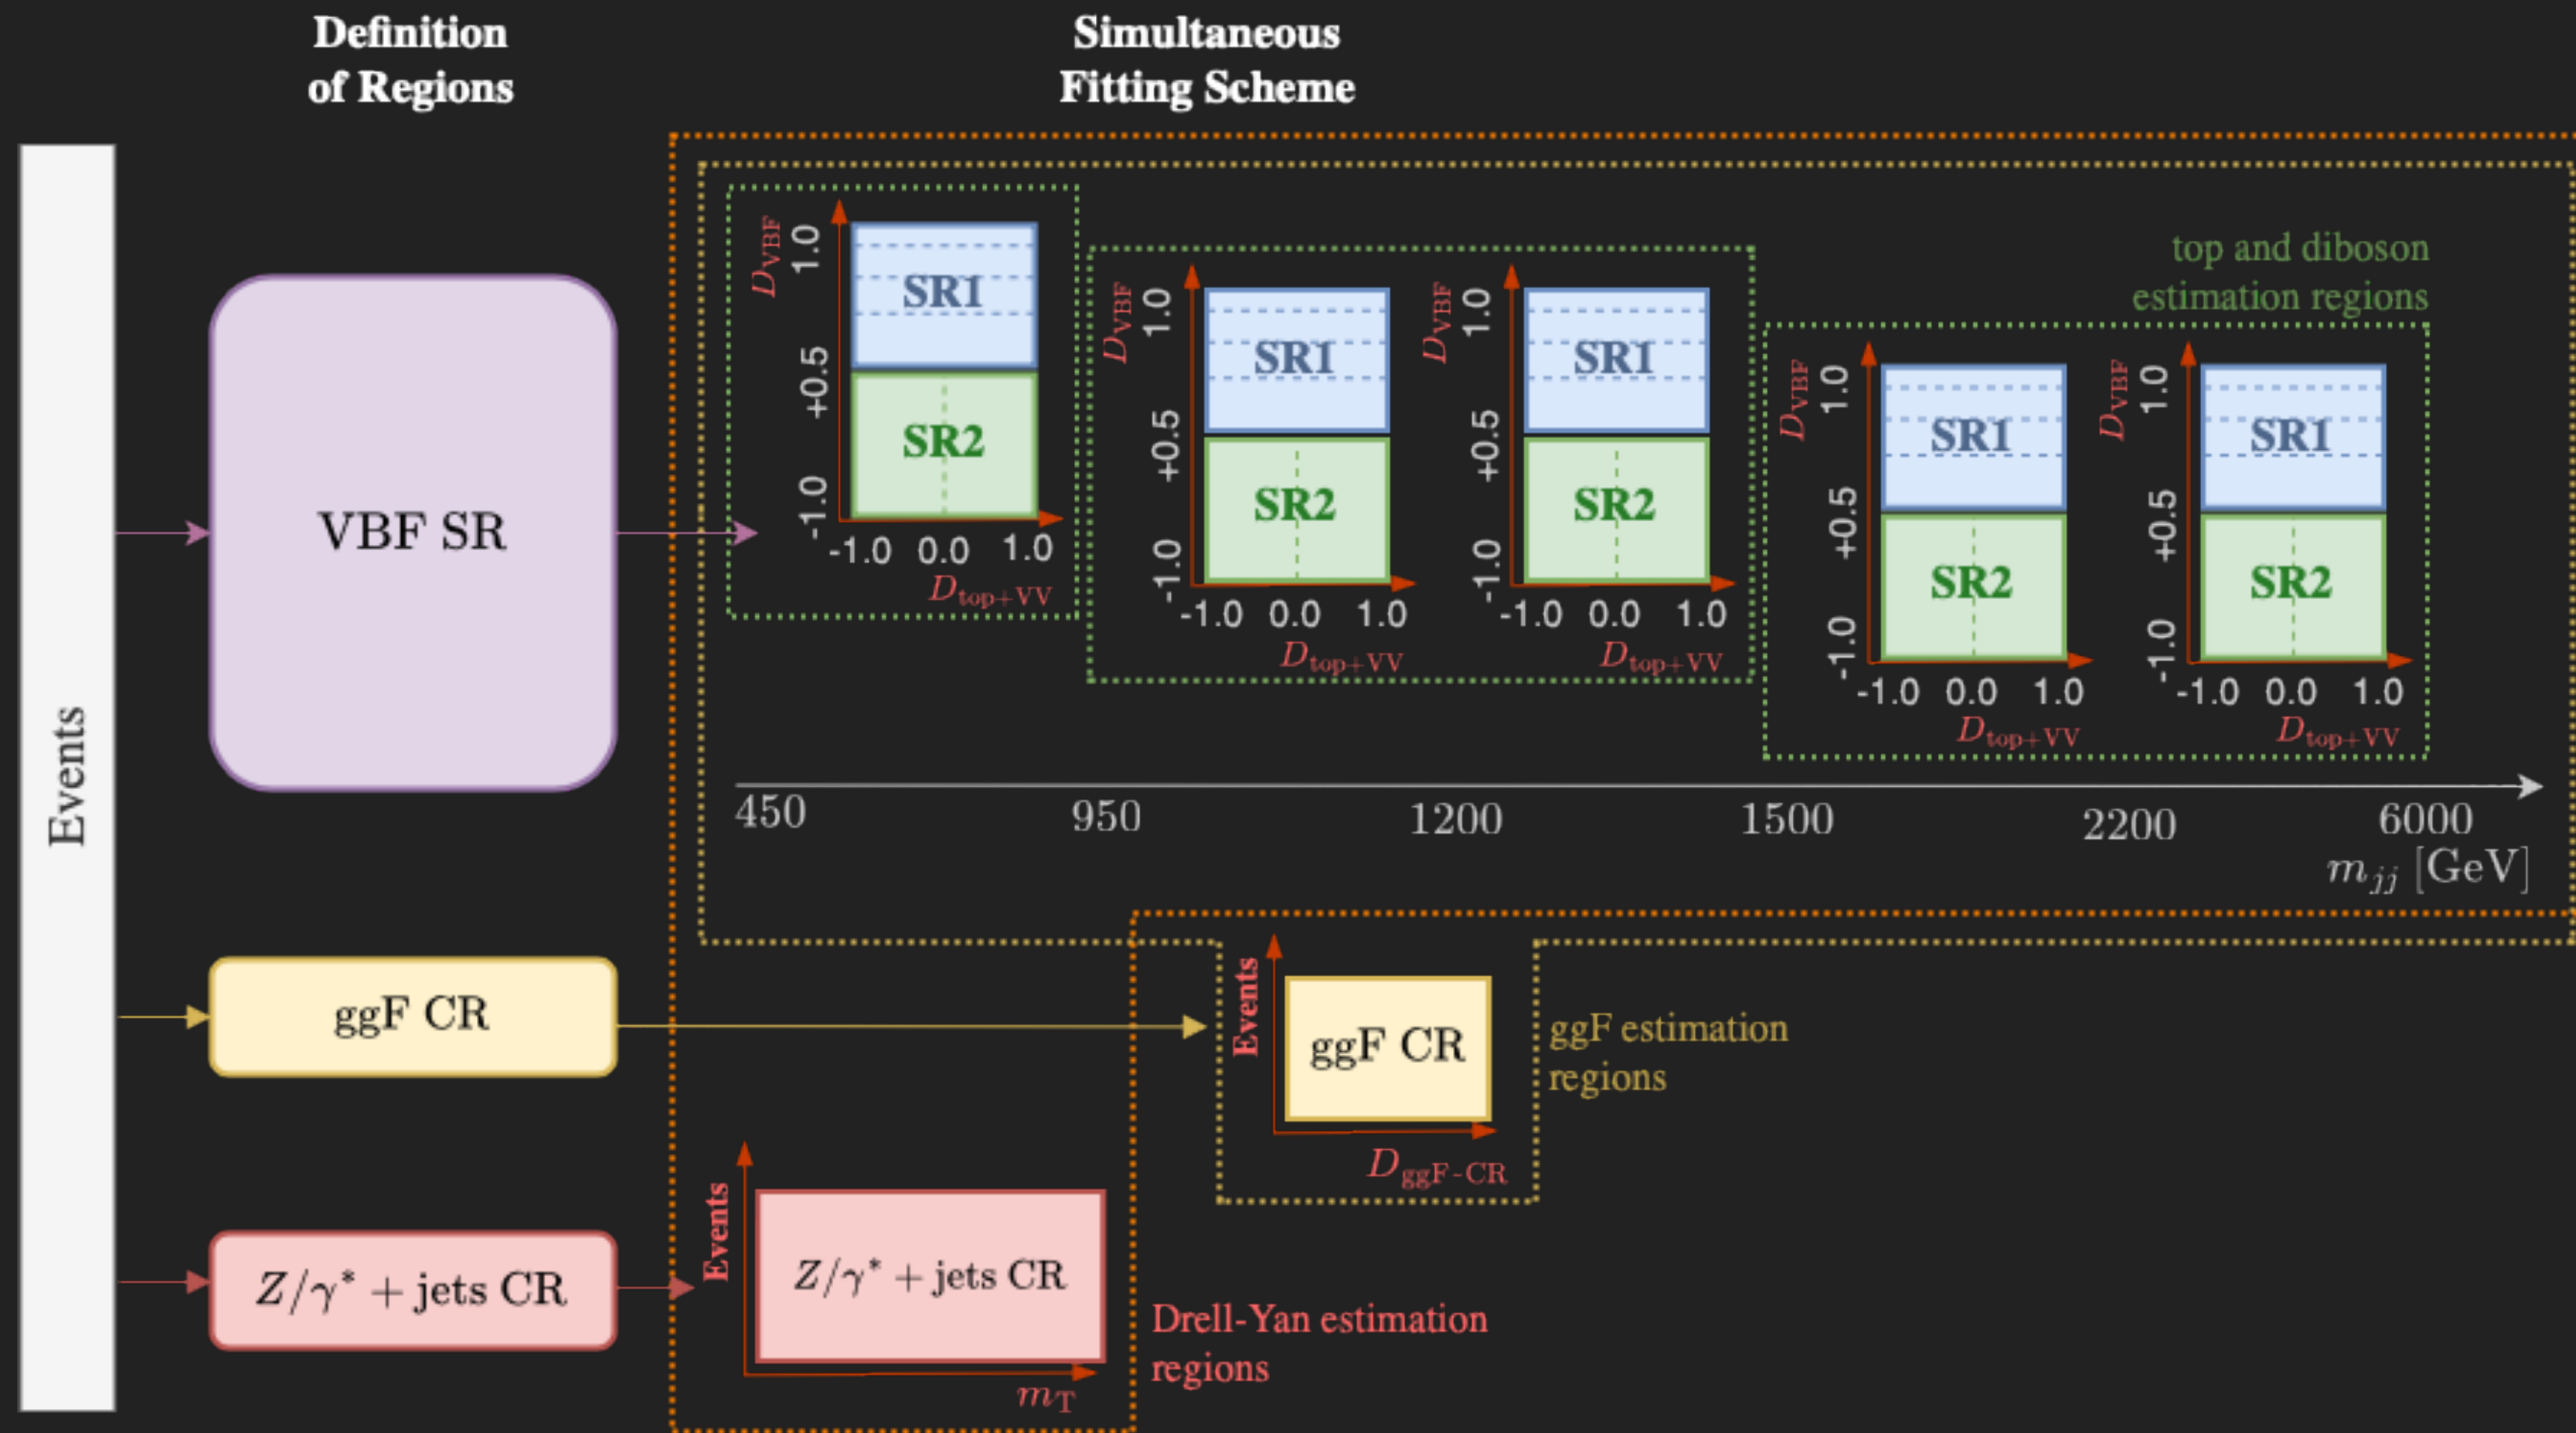 Definition
of Regions
Simultaneous
Fitting Scheme
Events
VBF SR
ggF CR
Z/γ* + jets CR
top and diboson
estimation regions
D_VBF
1.0
+0.5
-1.0
SR1
SR2
-1.0 0.0 1.0
D_top+VV
D_VBF
1.0
+0.5
-1.0
SR1
SR2
-1.0 0.0 1.0
D_top+VV
D_VBF
1.0
+0.5
-1.0
SR1
SR2
-1.0 0.0 1.0
D_top+VV
D_VBF
1.0
+0.5
-1.0
SR1
SR2
-1.0 0.0 1.0
D_top+VV
D_VBF
1.0
+0.5
-1.0
SR1
SR2
-1.0 0.0 1.0
D_top+VV
450 950 1200 1500 2200 6000
m_jj [GeV]
Events
ggF CR
D_ggF-CR
ggF estimation
regions
Events
Z/γ* + jets CR
m_T
Drell-Yan estimation
regions